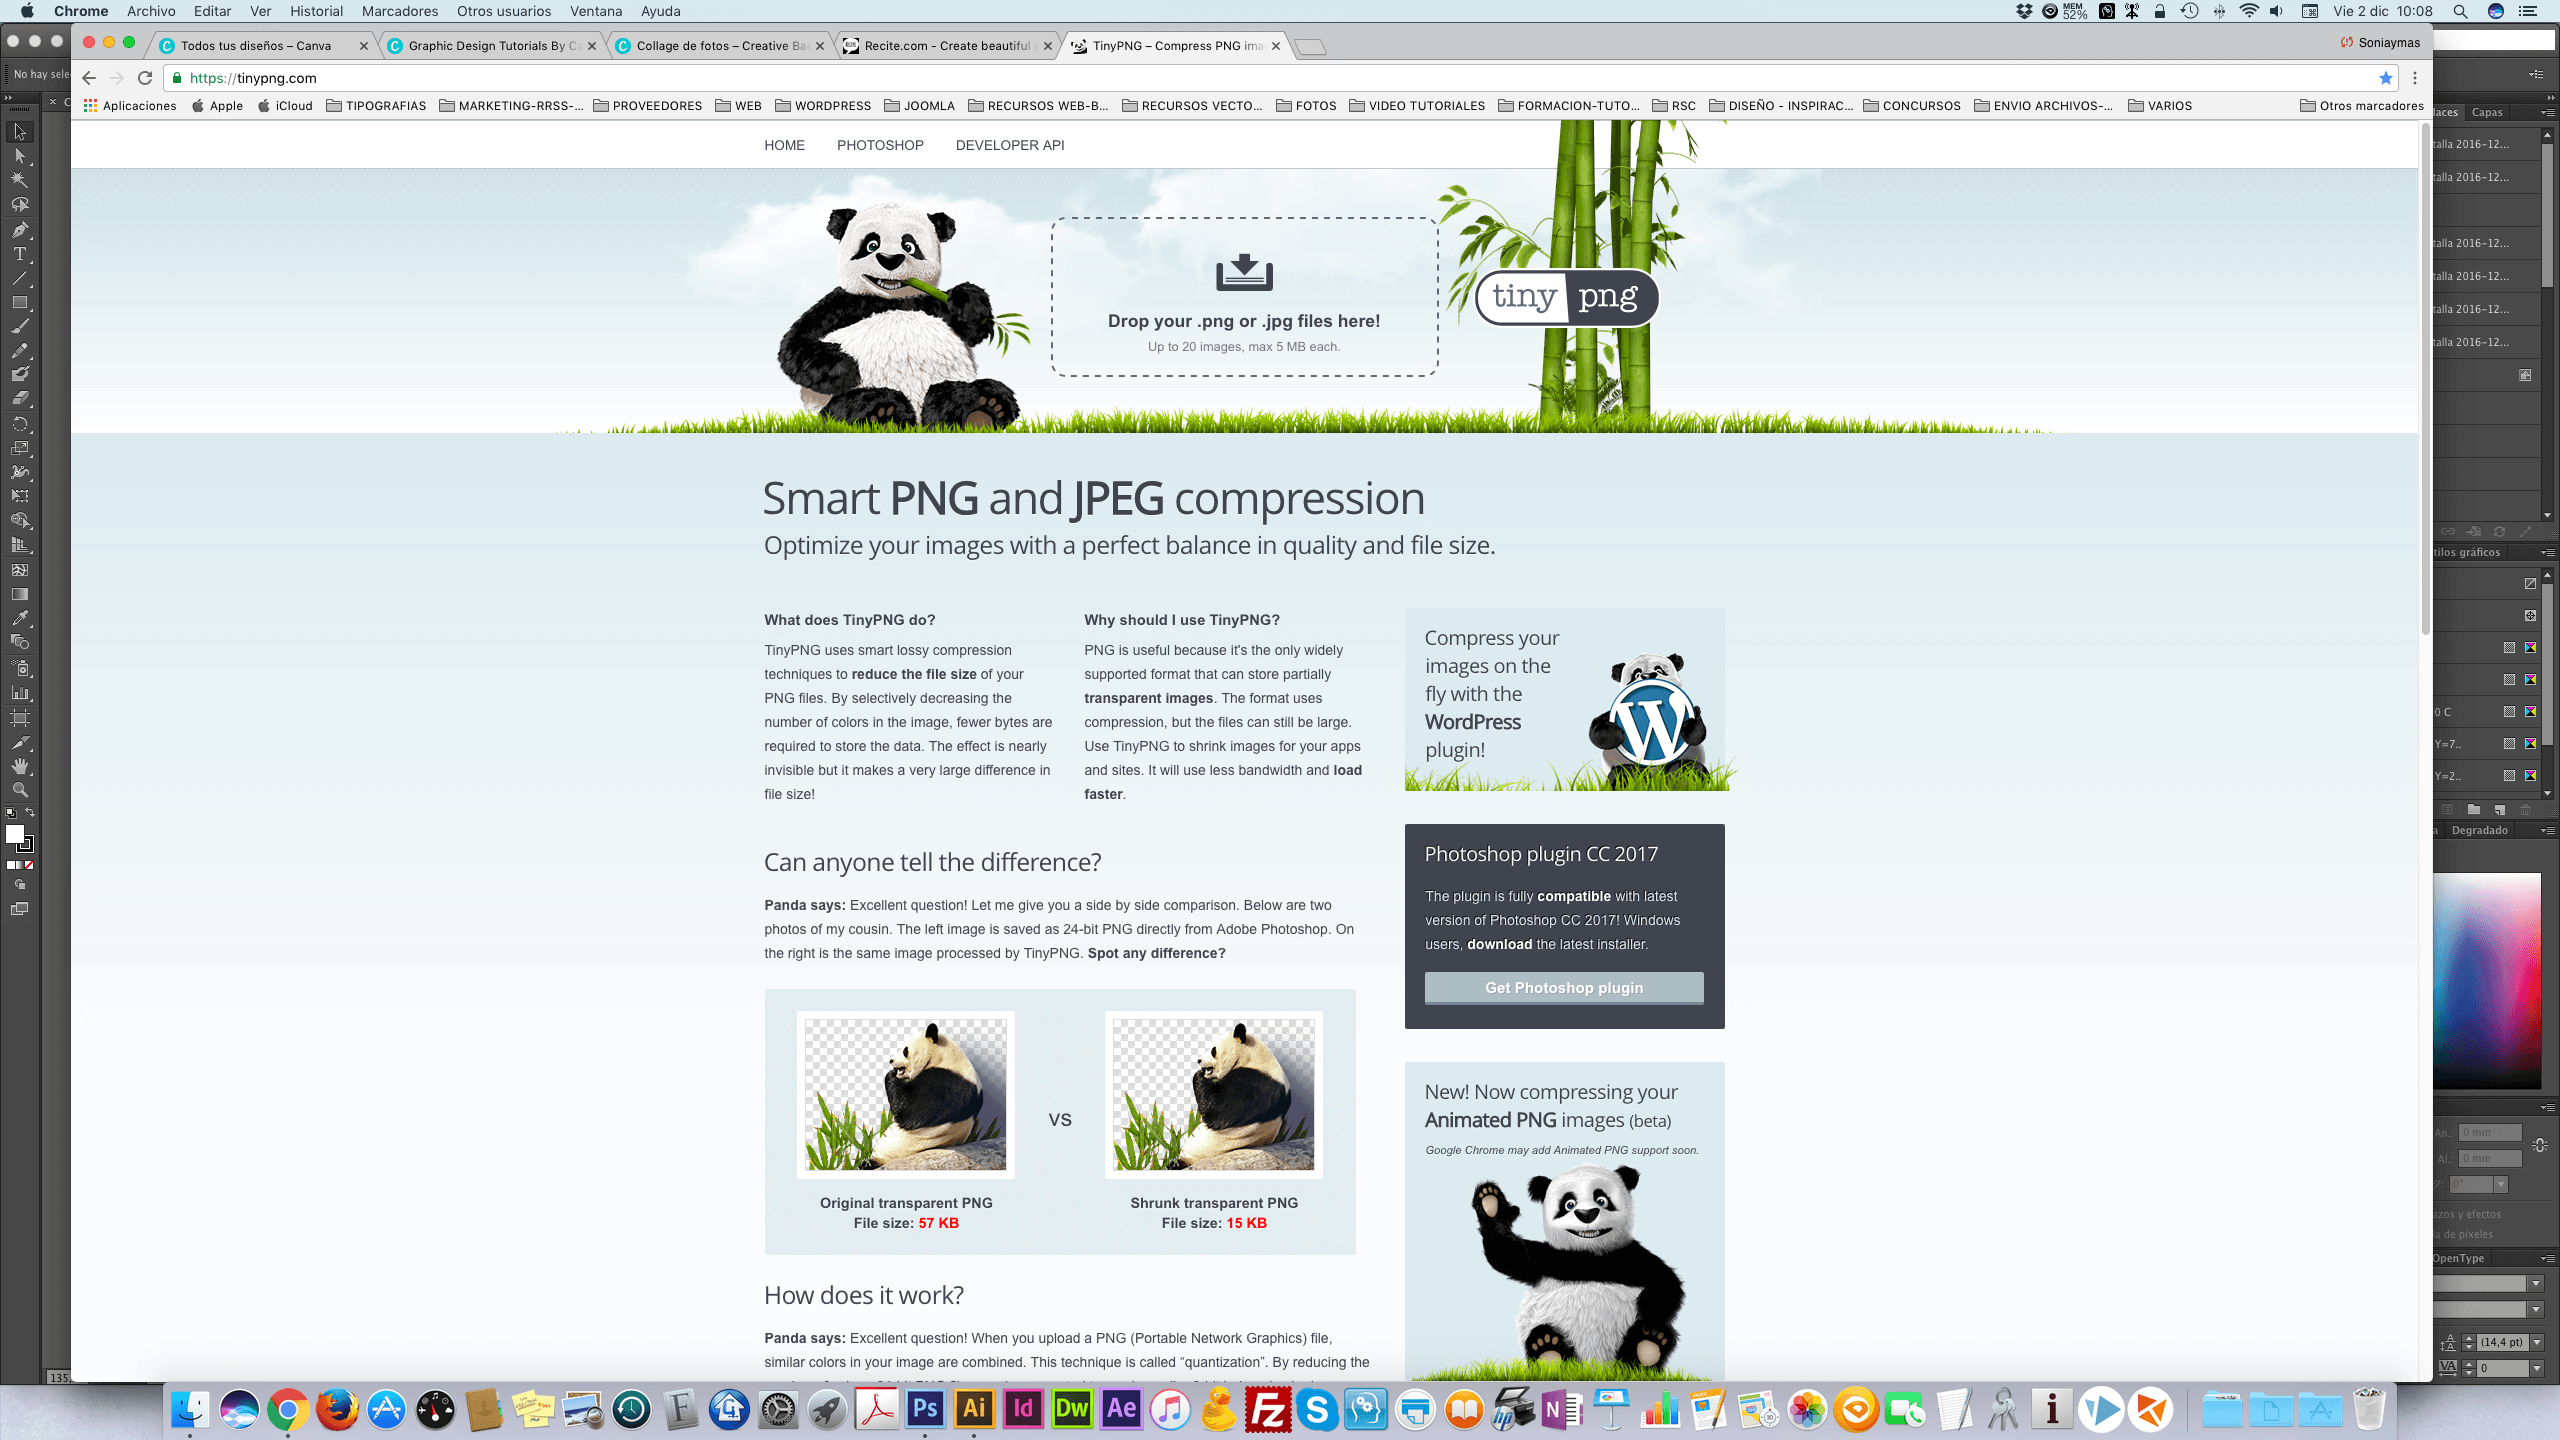 Chrome Archivo Editar Ver Historial Marcadores Otros usuarios Ventana Ayuda
MEM 52% Vie 2 dic 10:08
Todos tus diseños – Canva
Graphic Design Tutorials By Ca
Collage de fotos – Creative Bac
Recite.com - Create beautiful
TinyPNG – Compress PNG ima
Soniaymas
No hay sele
https://tinypng.com
Aplicaciones Apple iCloud TIPOGRAFIAS MARKETING-RRSS-... PROVEEDORES WEB WORDPRESS JOOMLA RECURSOS WEB-B... RECURSOS VECTO... FOTOS VIDEO TUTORIALES FORMACION-TUTO... RSC DISEÑO - INSPIRAC... CONCURSOS ENVIO ARCHIVOS-... VARIOS Otros marcadores
HOME PHOTOSHOP DEVELOPER API
Drop your .png or .jpg files here!
Up to 20 images, max 5 MB each.
tiny png
Smart PNG and JPEG compression
Optimize your images with a perfect balance in quality and file size.
What does TinyPNG do?
TinyPNG uses smart lossy compression
techniques to reduce the file size of your
PNG files. By selectively decreasing the
number of colors in the image, fewer bytes are
required to store the data. The effect is nearly
invisible but it makes a very large difference in
file size!
Why should I use TinyPNG?
PNG is useful because it's the only widely
supported format that can store partially
transparent images. The format uses
compression, but the files can still be large.
Use TinyPNG to shrink images for your apps
and sites. It will use less bandwidth and load
faster.
Compress your
images on the
fly with the
WordPress
plugin!
Can anyone tell the difference?
Panda says: Excellent question! Let me give you a side by side comparison. Below are two
photos of my cousin. The left image is saved as 24-bit PNG directly from Adobe Photoshop. On
the right is the same image processed by TinyPNG. Spot any difference?
Photoshop plugin CC 2017
The plugin is fully compatible with latest
version of Photoshop CC 2017! Windows
users, download the latest installer.
Get Photoshop plugin
vs
Original transparent PNG
File size: 57 KB
Shrunk transparent PNG
File size: 15 KB
New! Now compressing your
Animated PNG images (beta)
Google Chrome may add Animated PNG support soon.
How does it work?
Panda says: Excellent question! When you upload a PNG (Portable Network Graphics) file,
similar colors in your image are combined. This technique is called “quantization”. By reducing the
laces Capas
talla 2016-12...
talla 2016-12...
talla 2016-12...
talla 2016-12...
talla 2016-12...
talla 2016-12...
tilos gráficos
0 C
Y=7..
Y=2..
a Degradado
An.: 0 mm
Al.: 0 mm
0°
azos y efectos
a de píxeles
OpenType
(14,4 pt)
VA 0
135.
Ps Ai Id Dw Ae Fz S hp N i